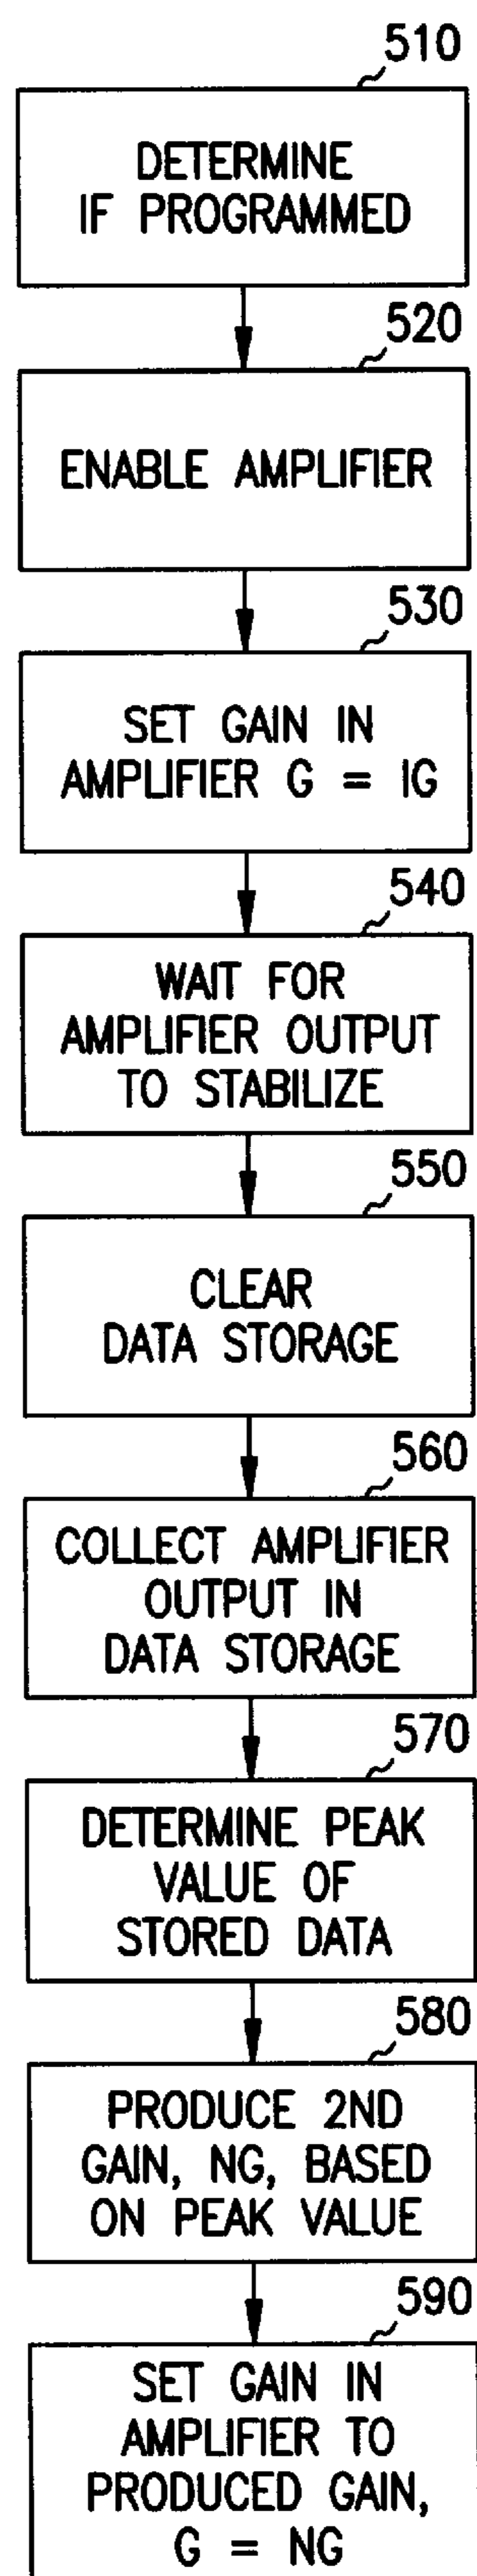 510
DETERMINE
IF PROGRAMMED
520
ENABLE AMPLIFIER
530
SET GAIN IN
AMPLIFIER G = IG
540
WAIT FOR
AMPLIFIER OUTPUT
TO STABILIZE
550
CLEAR
DATA STORAGE
560
COLLECT AMPLIFIER
OUTPUT IN
DATA STORAGE
570
DETERMINE PEAK
VALUE OF
STORED DATA
580
PRODUCE 2ND
GAIN, NG, BASED
ON PEAK VALUE
590
SET GAIN IN
AMPLIFIER TO
PRODUCED GAIN,
G = NG